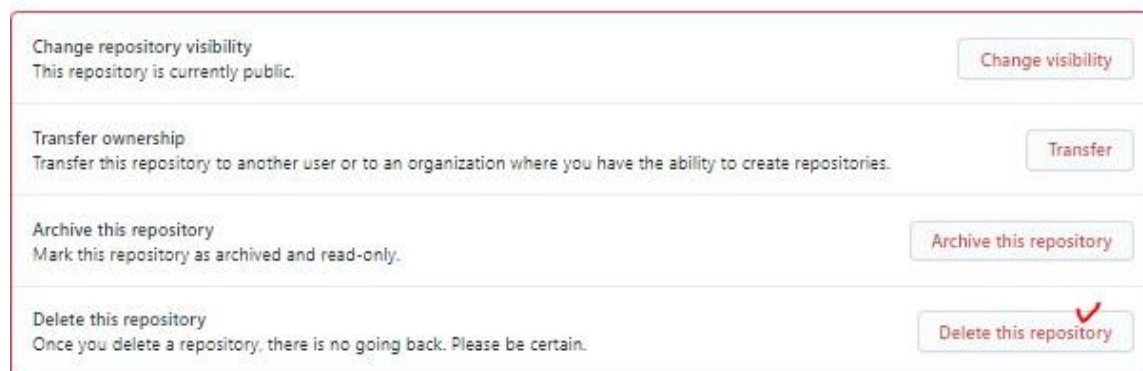 Change repository visibility
This repository is currently public.
Change visibility
Transfer ownership
Transfer this repository to another user or to an organization where you have the ability to create repositories.
Transfer
Archive this repository
Mark this repository as archived and read-only.
Archive this repository
Delete this repository
Once you delete a repository, there is no going back. Please be certain.
Delete this repository